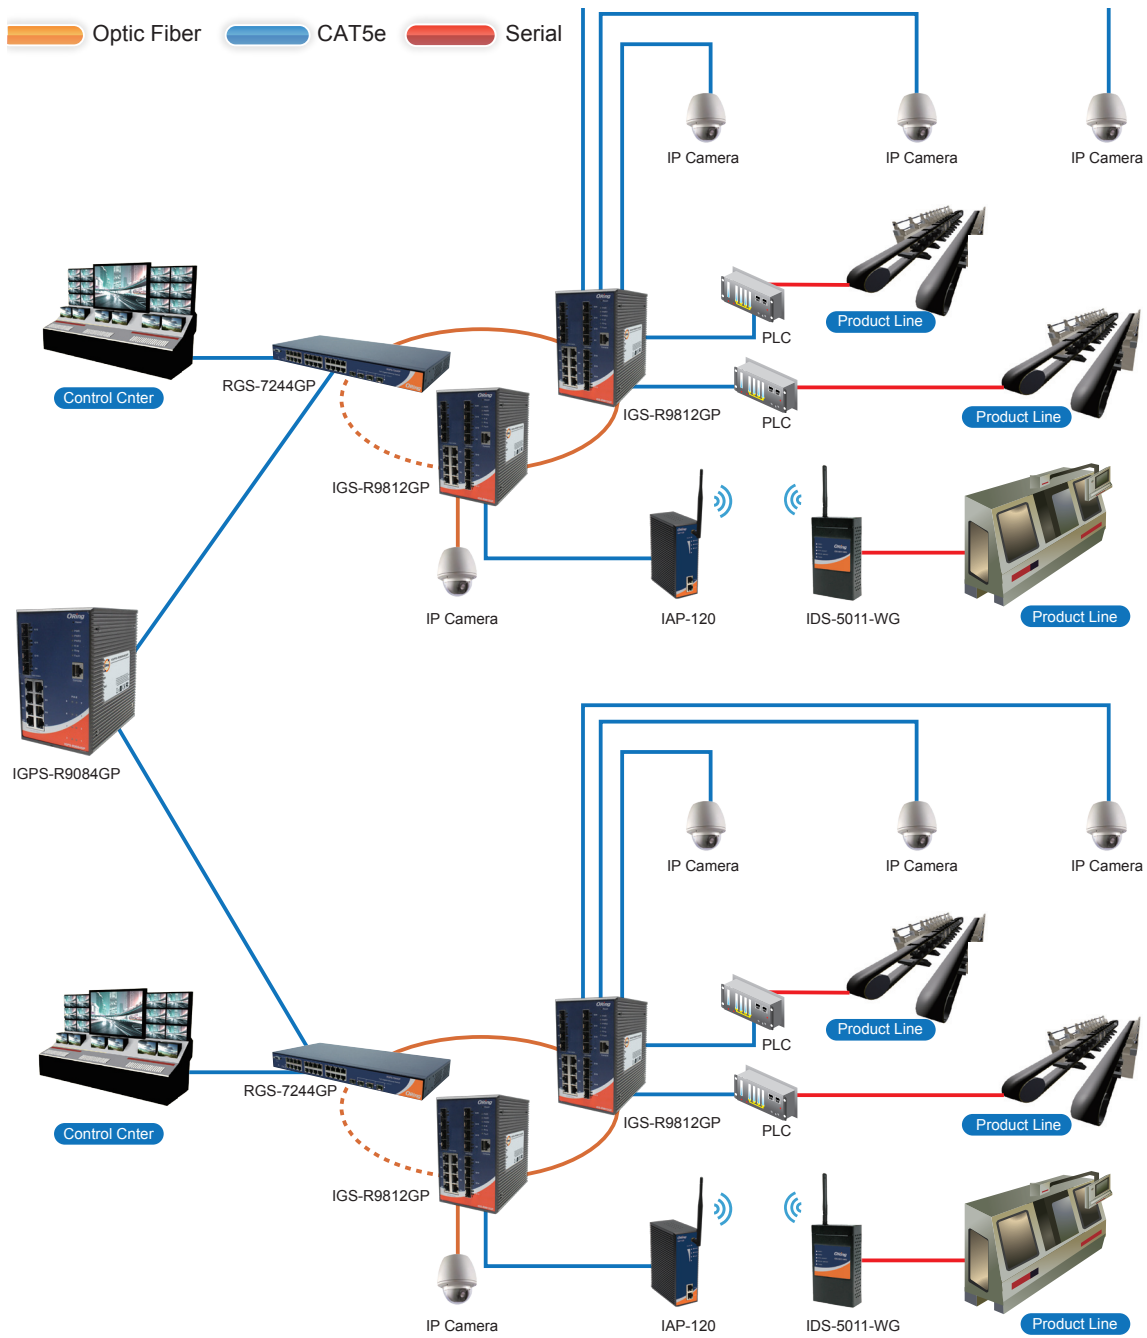 Optic Fiber
CAT5e
Serial
IP Camera
IP Camera
IP Camera
Product Line
PLC
RGS-7244GP
Control Cnter
IGS-R9812GP
PLC
Product Line
IGS-R9812GP
IP Camera
IAP-120
IDS-5011-WG
Product Line
IGPS-R9084GP
IP Camera
IP Camera
IP Camera
Product Line
PLC
RGS-7244GP
Control Cnter
IGS-R9812GP
PLC
Product Line
IGS-R9812GP
IP Camera
IAP-120
IDS-5011-WG
Product Line